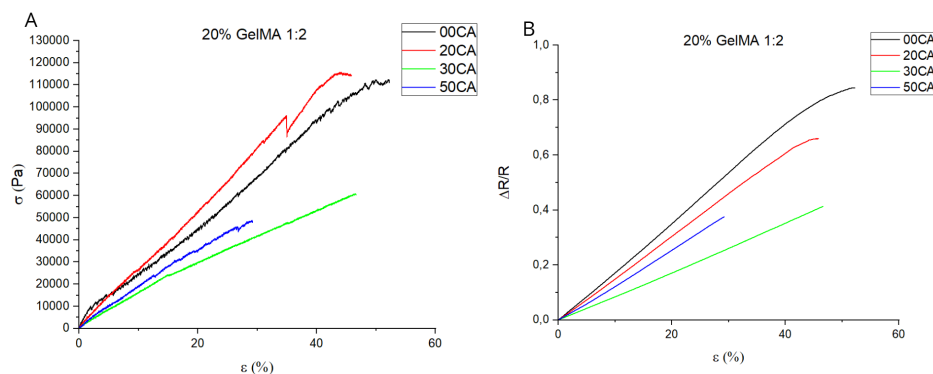 A
20% GelMA 1:2
00CA
20CA
30CA
50CA
130000
120000
110000
100000
90000
80000
70000
60000
50000
40000
30000
20000
10000
0
σ (Pa)
0 20 40 60
ε (%)
B
20% GelMA 1:2
00CA
20CA
30CA
50CA
1,0
0,8
0,6
0,4
0,2
0,0
ΔR/R
0 20 40 60
ε (%)